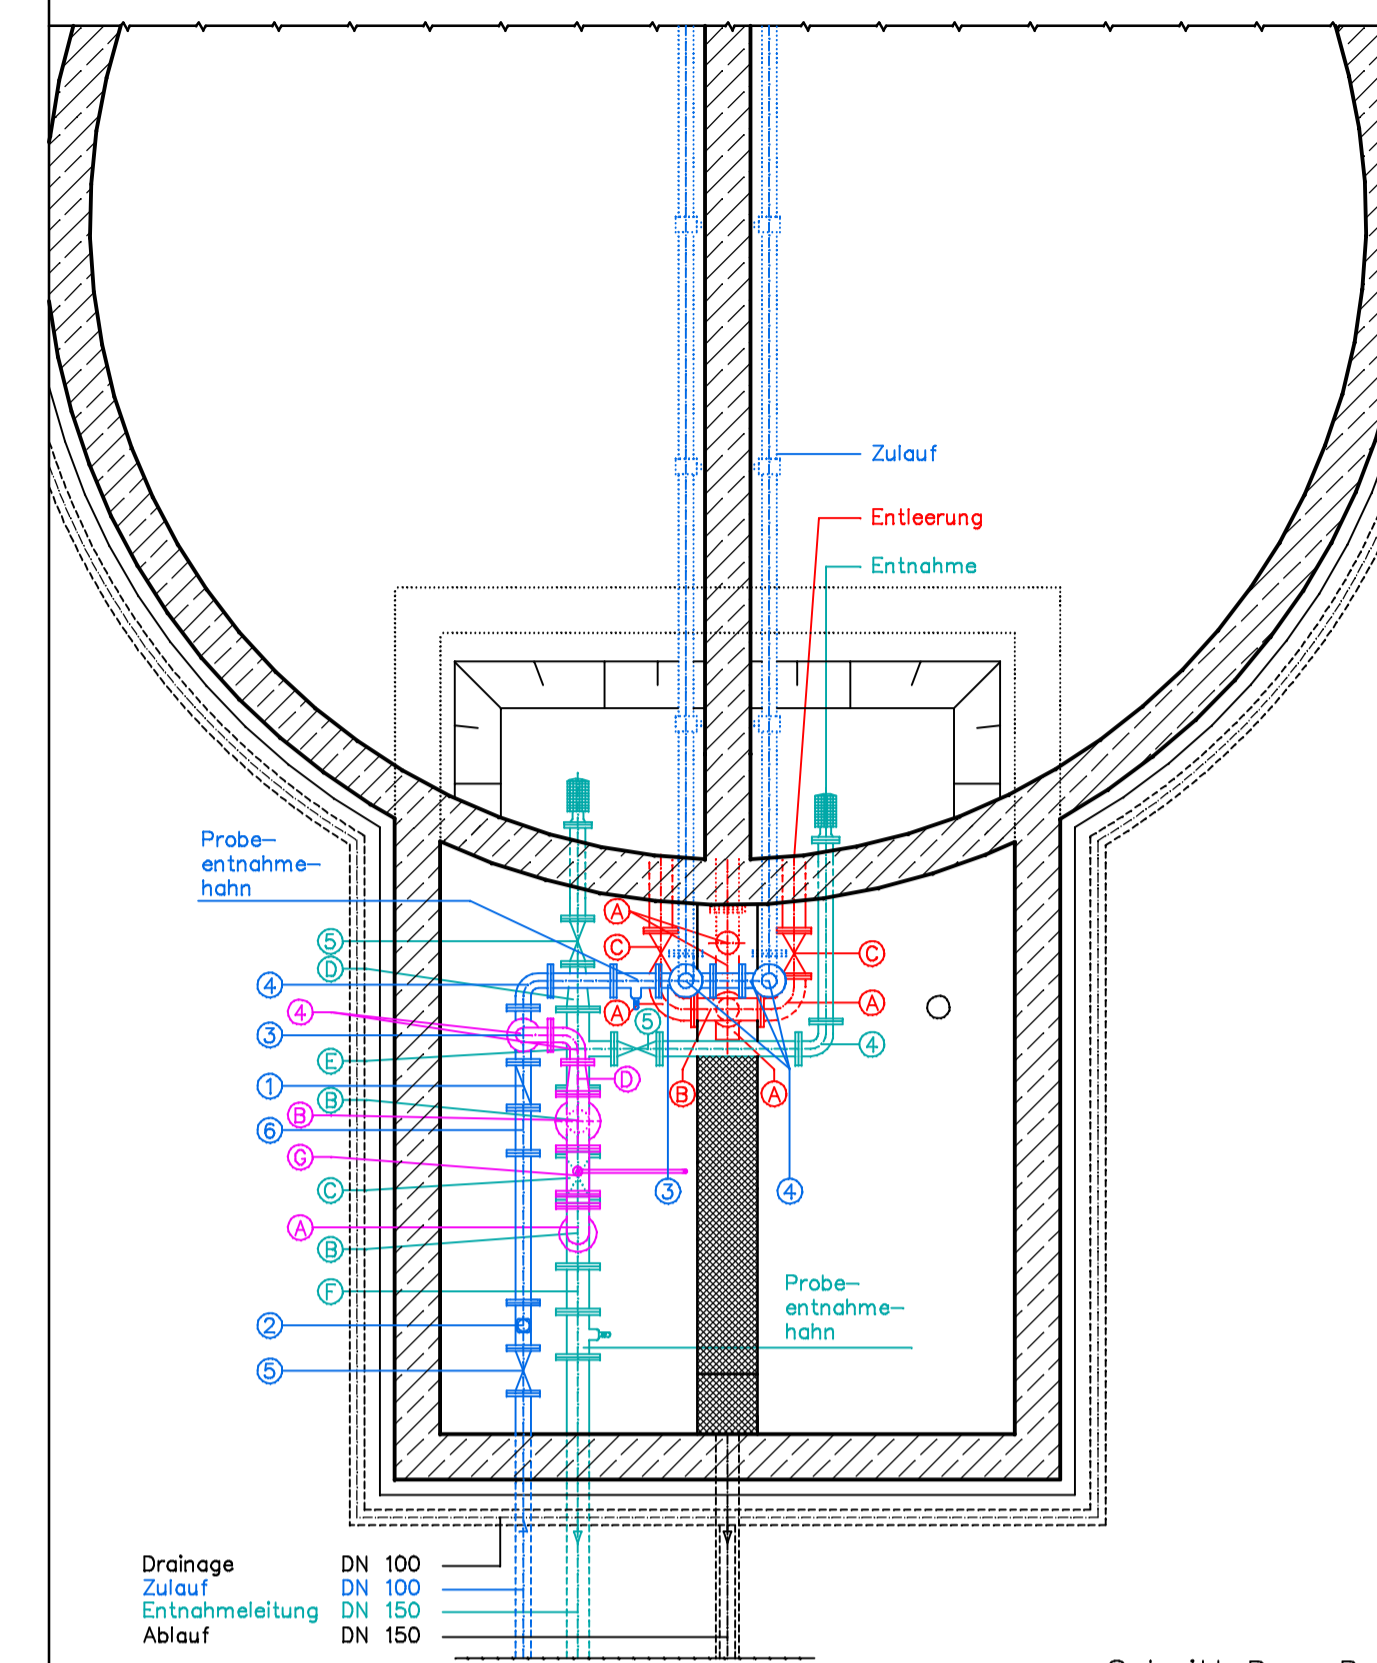 Zulauf
Entleerung
Entnahme
Probe-
entnahme-
hahn
A
5
C
C
D
4
4
A
A
5
3
4
E
D
1
B
A
B
B
6
G
C
3
4
A
B
Probe-
entnahme-
hahn
F
2
5
Drainage DN 100
Zulauf DN 100
Entnahmeleitung DN 150
Ablauf DN 150